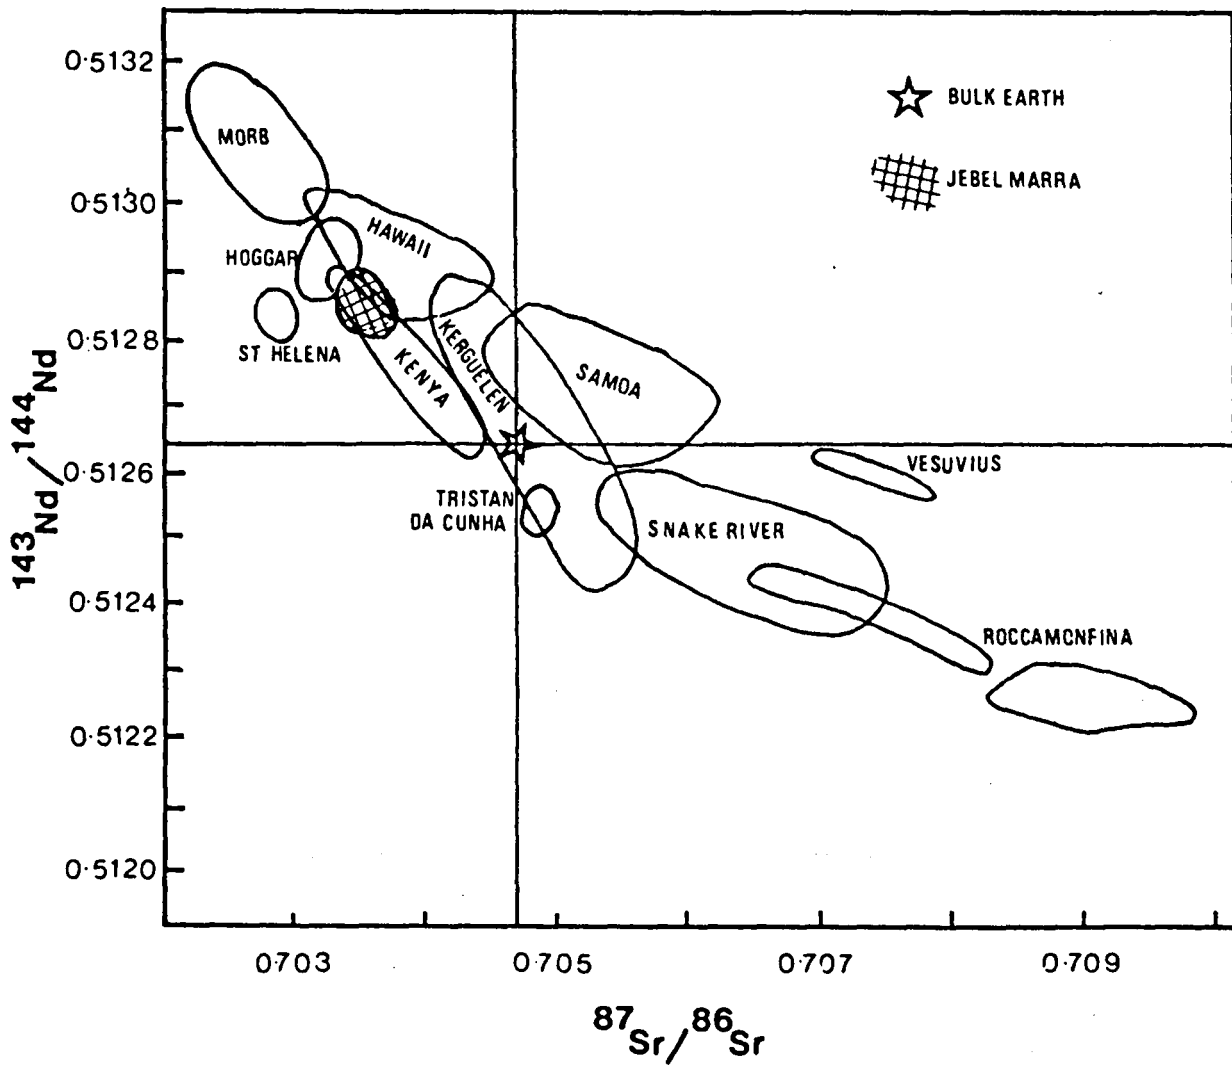 0·5132
0·5130
0·5128
0·5126
0·5124
0·5122
0·5120
143Nd/144Nd
BULK EARTH
JEBEL MARRA
MORB
HAWAII
HOGGAR
ST HELENA
KENYA
KERGUELEN
SAMOA
VESUVIUS
TRISTAN
DA CUNHA
SNAKE RIVER
ROCCAMONFINA
0·703
0·705
0·707
0·709
87Sr/86Sr